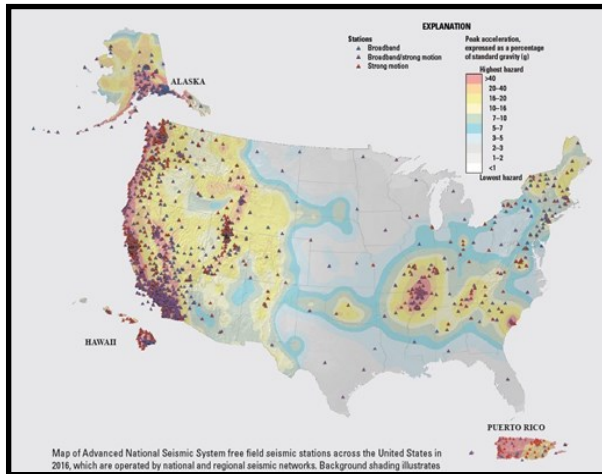 EXPLANATION
Stations
Broadband
Broadband/strong motion
Strong motion
Peak acceleration,
expressed as a percentage
of standard gravity (g)
Highest hazard
>40
20–40
16–20
10–16
7–10
5–7
3–5
2–3
1–2
<1
Lowest hazard
ALASKA
HAWAII
PUERTO RICO
Map of Advanced National Seismic System free field seismic stations across the United States in
2016, which are operated by national and regional seismic networks. Background shading illustrates